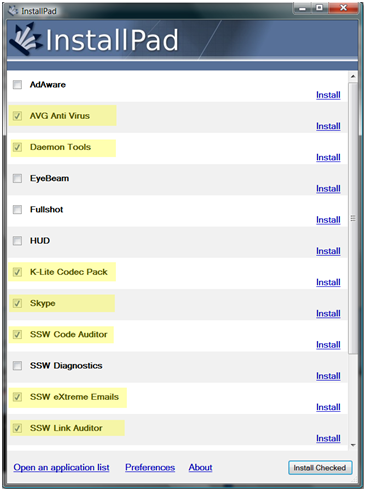 InstallPad
InstallPad
AdAware
Install
AVG Anti Virus
Install
Daemon Tools
Install
EyeBeam
Install
Fullshot
Install
HUD
Install
K-Lite Codec Pack
Install
Skype
Install
SSW Code Auditor
Install
SSW Diagnostics
Install
SSW eXtreme Emails
Install
SSW Link Auditor
Install
Open an application list Preferences About Install Checked